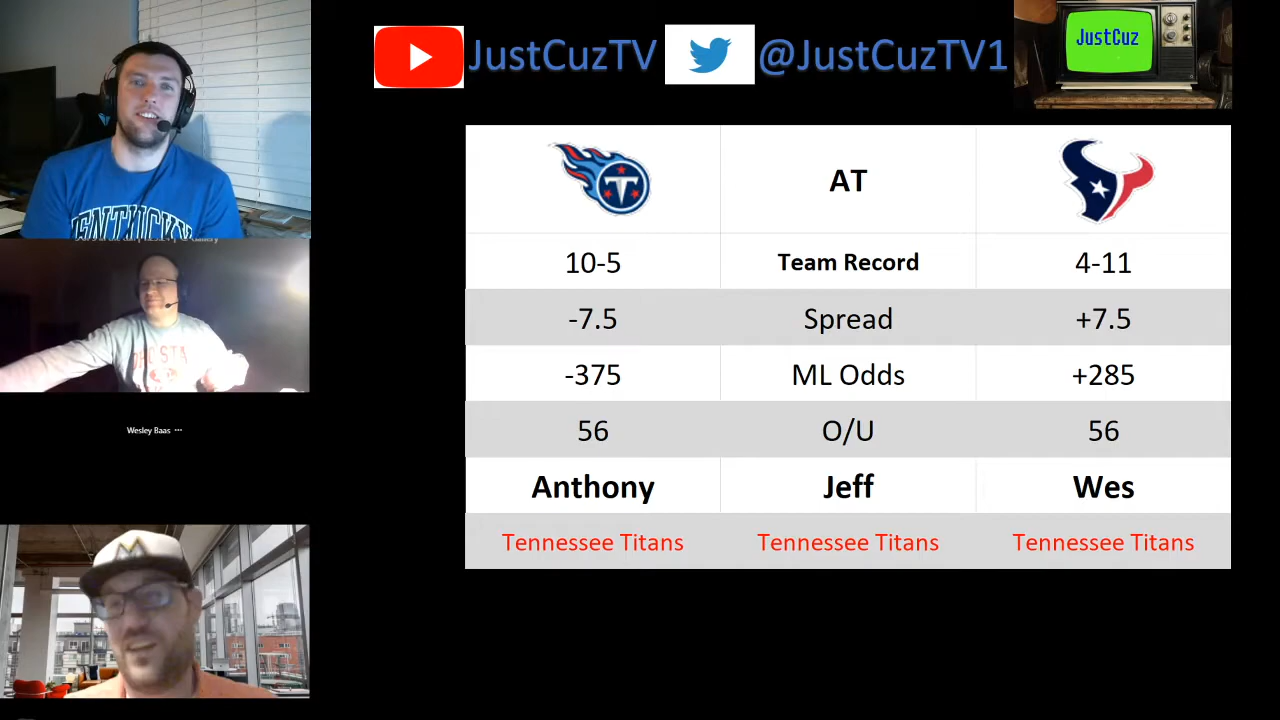 JustCuzTV @JustCuzTV1
JustCuz
AT
10-5 Team Record 4-11
-7.5 Spread +7.5
-375 ML Odds +285
56 O/U 56
Anthony Jeff Wes
Tennessee Titans Tennessee Titans Tennessee Titans
KENTUCKY
Wesley Baas ···